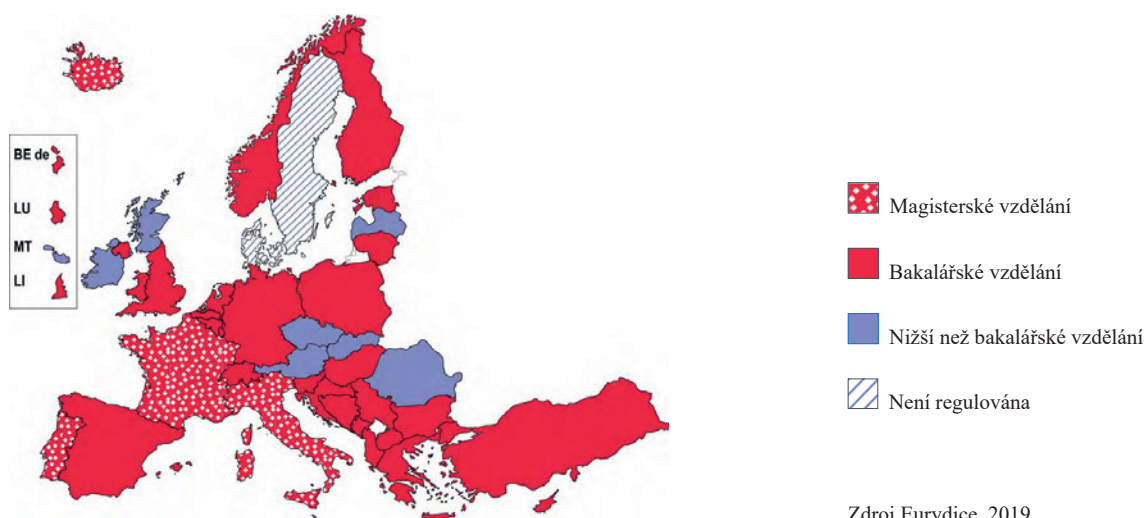 BE de
LU
MT
LI
Magisterské vzdělání
Bakalářské vzdělání
Nižší než bakalářské vzdělání
Není regulována
Zdroj Eurydice, 2019